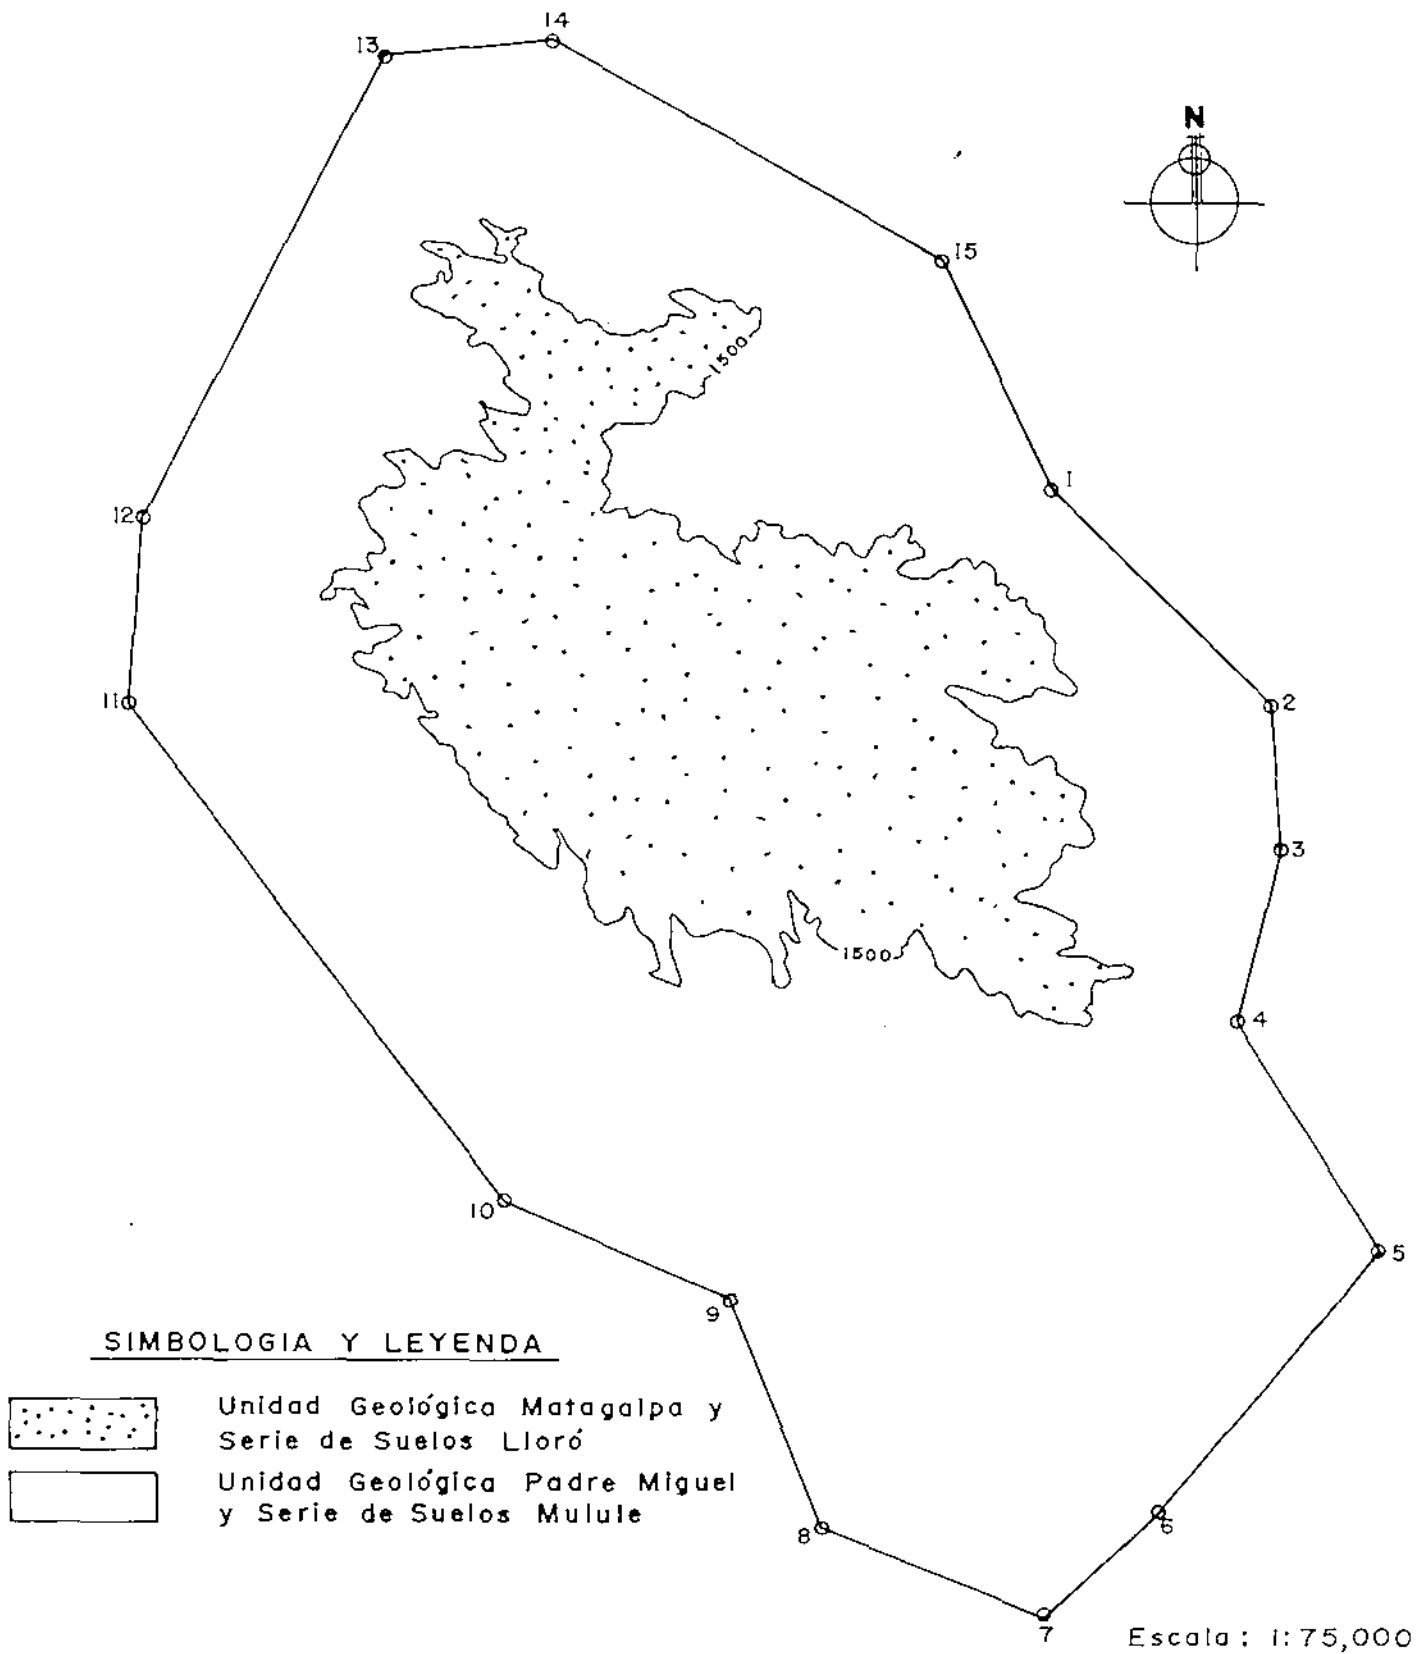 14
13
N
15
1500
1
12
2
11
3
1500
4
10
5
9
SIMBOLOGIA Y LEYENDA
Unidad Geológica Matagalpa y
Serie de Suelos Lloró
Unidad Geológica Padre Miguel
y Serie de Suelos Mulule
8
6
7
Escala: 1:75,000